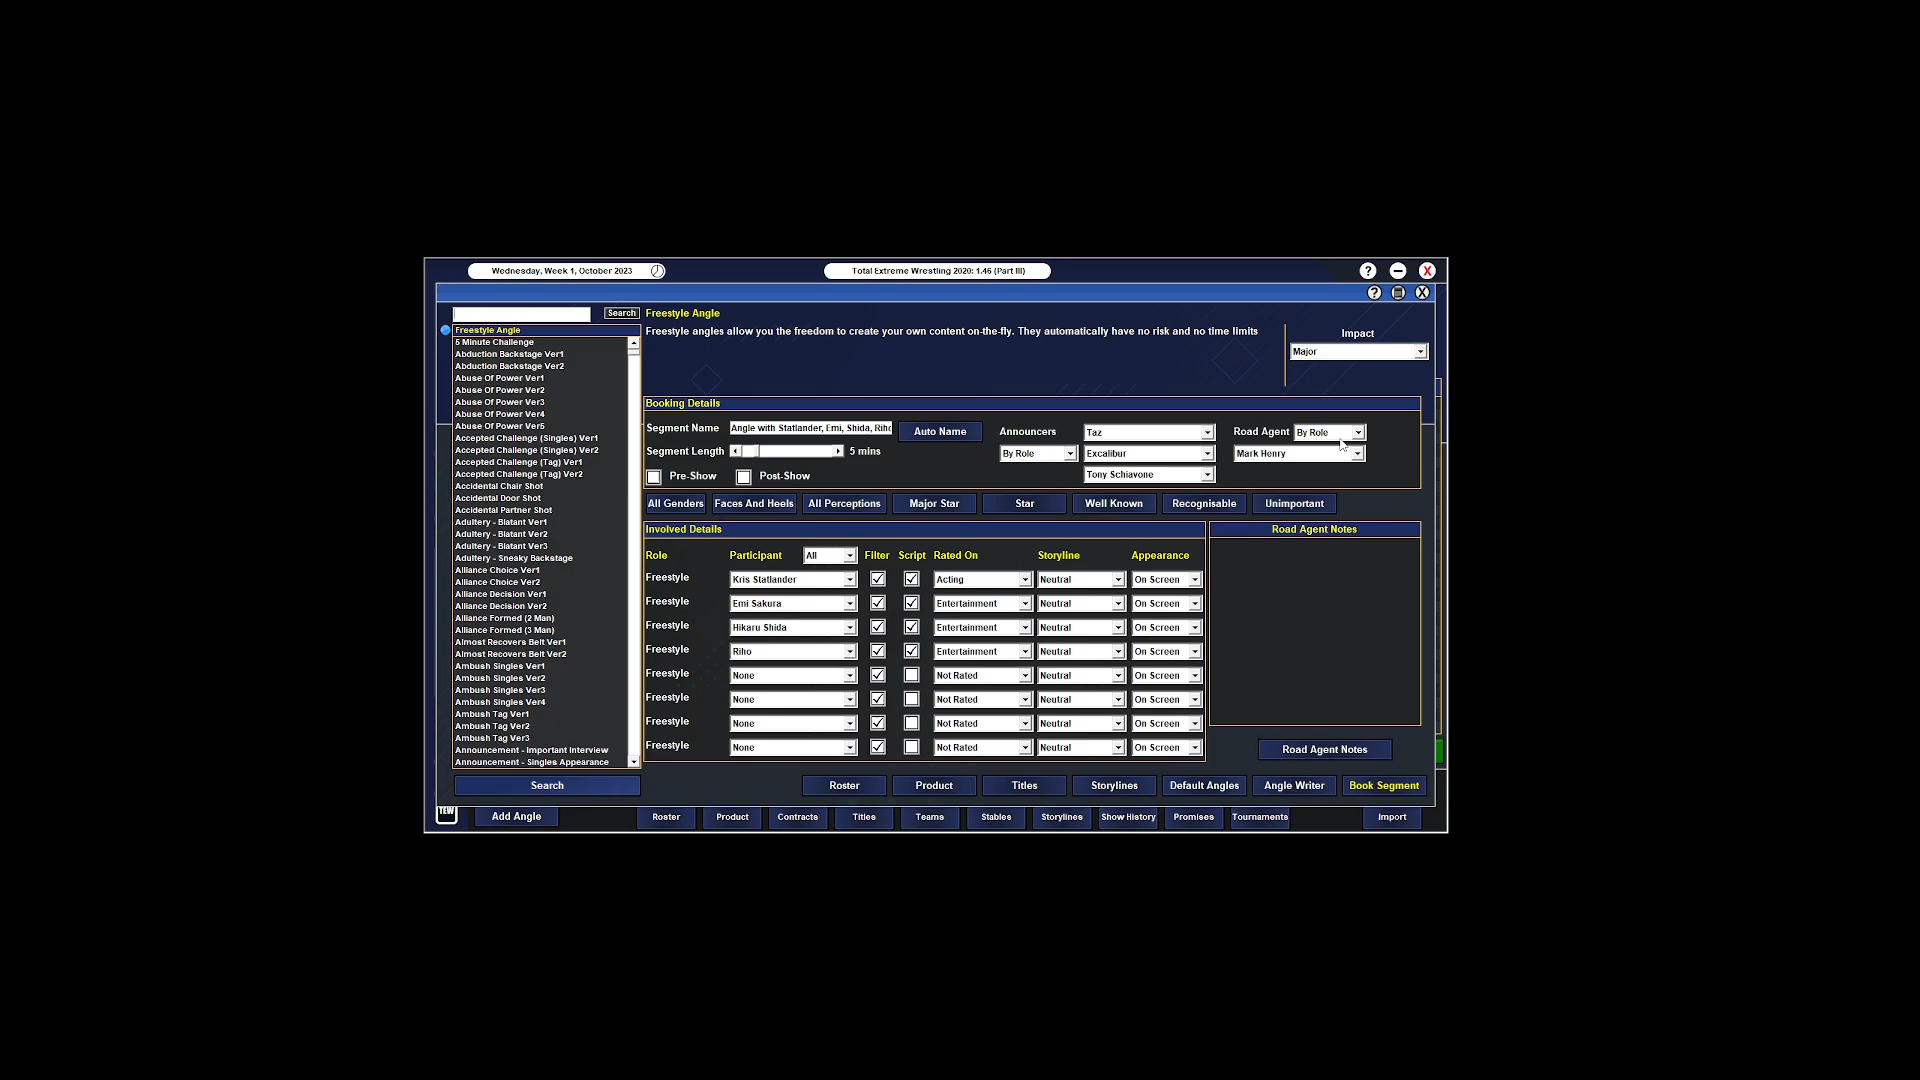 Wednesday, Week 1, October 2023
Total Extreme Wrestling 2020: 1.46 (Part III)
? X
? X
Search
Freestyle Angle
Freestyle angles allow you the freedom to create your own content on-the-fly. They automatically have no risk and no time limits
Impact
Major
Freestyle Angle
5 Minute Challenge
Abduction Backstage Ver1
Abduction Backstage Ver2
Abuse Of Power Ver1
Abuse Of Power Ver2
Abuse Of Power Ver3
Abuse Of Power Ver4
Abuse Of Power Ver5
Accepted Challenge (Singles) Ver1
Accepted Challenge (Singles) Ver2
Accepted Challenge (Tag) Ver1
Accepted Challenge (Tag) Ver2
Accidental Chair Shot
Accidental Door Shot
Accidental Partner Shot
Adultery - Blatant Ver1
Adultery - Blatant Ver2
Adultery - Blatant Ver3
Adultery - Sneaky Backstage
Alliance Choice Ver1
Alliance Choice Ver2
Alliance Decision Ver1
Alliance Decision Ver2
Alliance Formed (2 Man)
Alliance Formed (3 Man)
Almost Recovers Belt Ver1
Almost Recovers Belt Ver2
Ambush Singles Ver1
Ambush Singles Ver2
Ambush Singles Ver3
Ambush Singles Ver4
Ambush Tag Ver1
Ambush Tag Ver2
Ambush Tag Ver3
Announcement - Important Interview
Announcement - Singles Appearance
Search
Booking Details
Segment Name Angle with Statlander, Emi, Shida, Riho Auto Name Announcers Taz Road Agent By Role
Segment Length 5 mins By Role Excalibur Mark Henry
Pre-Show Post-Show Tony Schiavone
All Genders Faces And Heels All Perceptions Major Star Star Well Known Recognisable Unimportant
Involved Details
Role Participant All Filter Script Rated On Storyline Appearance
Freestyle Kris Statlander Acting Neutral On Screen
Freestyle Emi Sakura Entertainment Neutral On Screen
Freestyle Hikaru Shida Entertainment Neutral On Screen
Freestyle Riho Entertainment Neutral On Screen
Freestyle None Not Rated Neutral On Screen
Freestyle None Not Rated Neutral On Screen
Freestyle None Not Rated Neutral On Screen
Freestyle None Not Rated Neutral On Screen
Road Agent Notes
Road Agent Notes
Roster Product Titles Storylines Default Angles Angle Writer Book Segment
TEW Add Angle Roster Product Contracts Titles Teams Stables Storylines Show History Promises Tournaments Import